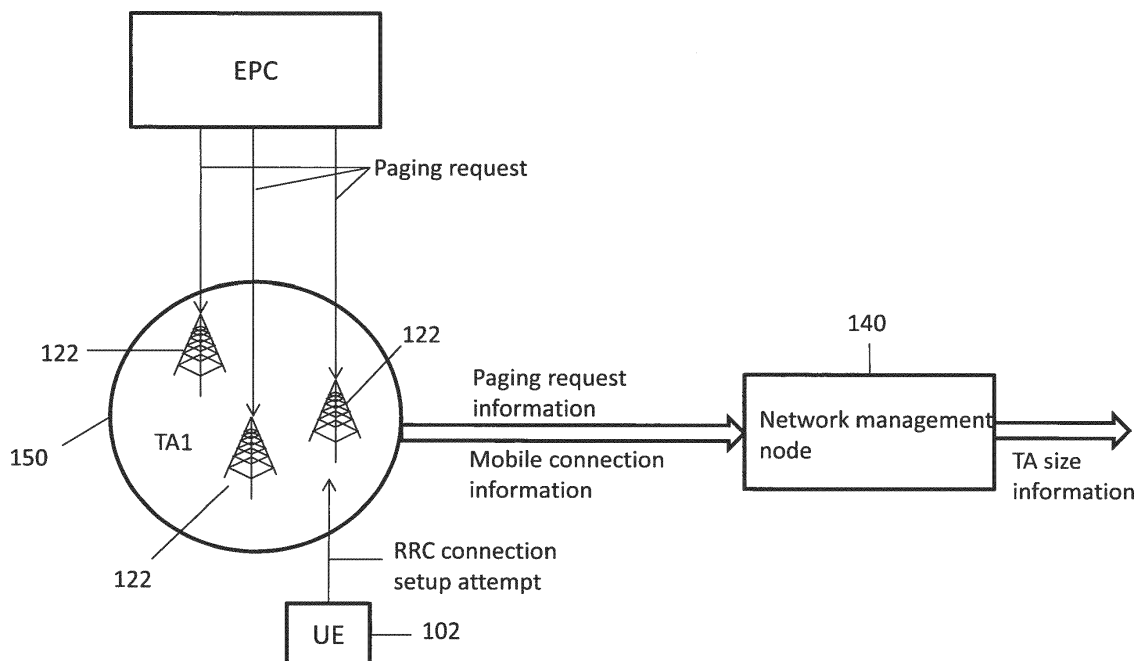 EPC
Paging request
140
122
122
Paging request
information
Network management
node
TA1
150
Mobile connection
information
TA size
information
122
RRC connection
setup attempt
UE
102